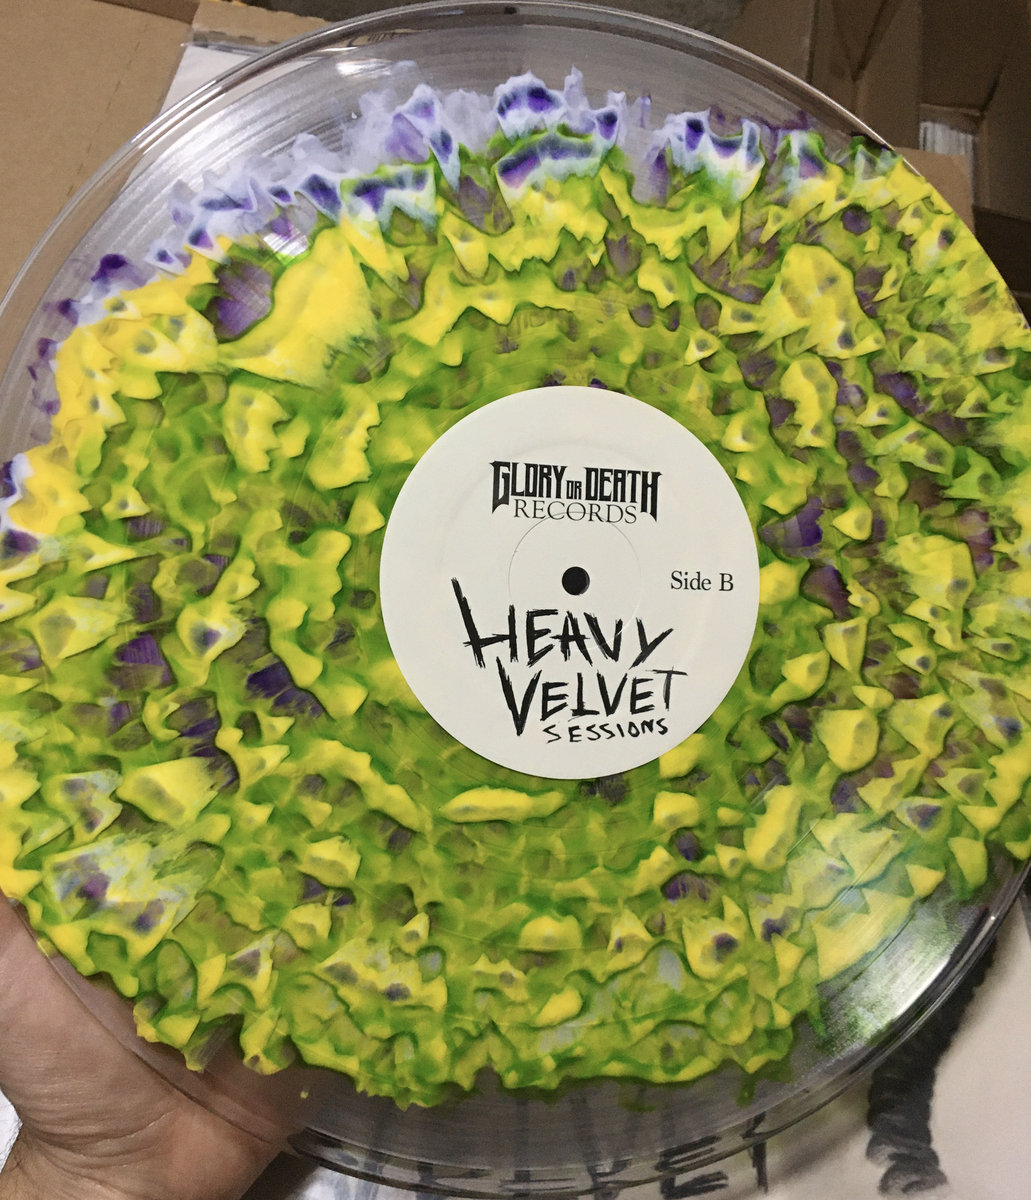 GLORY OR DEATH
RECORDS
Side B
HEAVY
VELVET
SESSIONS